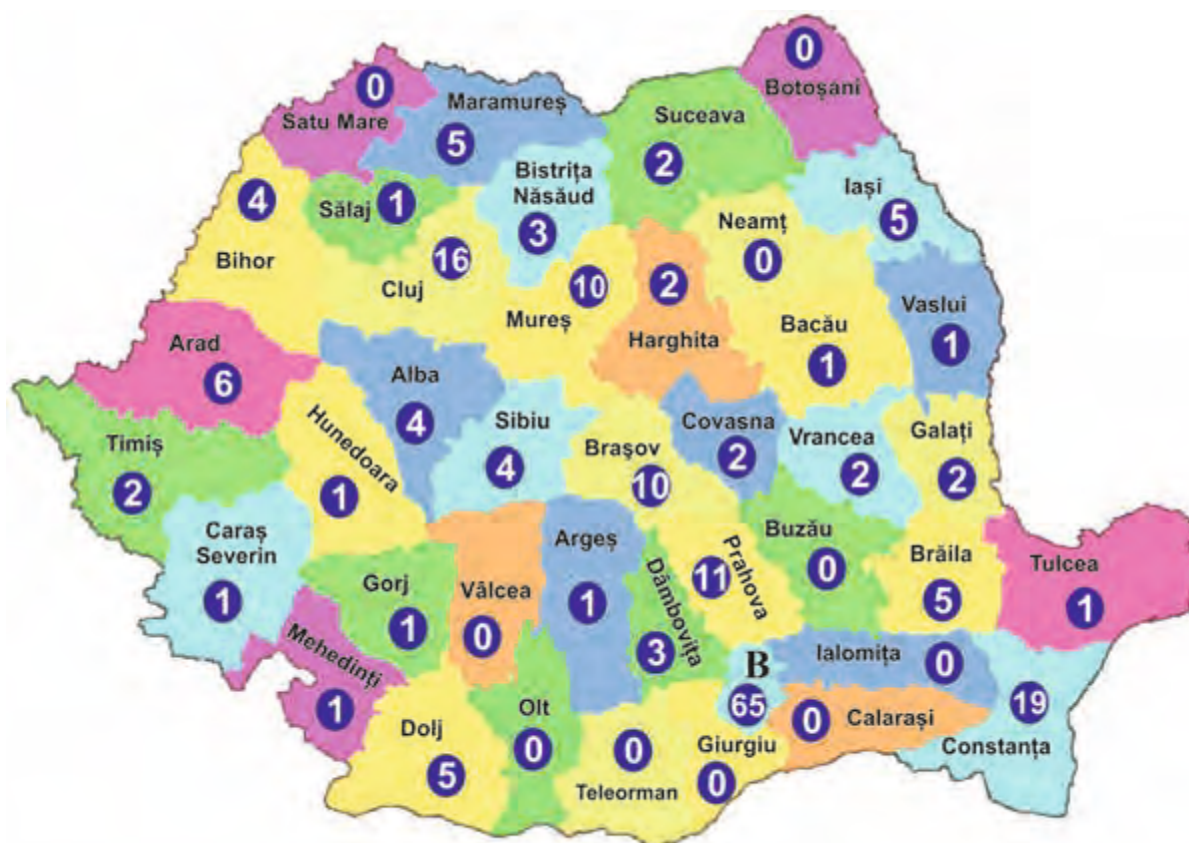 0
Botoșani
0
Satu Mare
Maramureș
5
Suceava
2
Bistrița
Năsăud
3
Iași
5
4
Bihor
Sălaj
1
Neamț
0
16
Cluj
10
Mureș
2
Harghita
Vaslui
1
Bacău
1
Arad
6
Alba
4
Hunedoara
1
Sibiu
4
Brașov
10
Covasna
2
Vrancea
2
Galați
2
Timiș
2
Caraș
Severin
1
Gorj
1
Vâlcea
0
Argeș
1
Dâmbovița
3
Prahova
11
Buzău
0
Brăila
5
Tulcea
1
Mehedinți
1
B
65
Ialomița
0
Dolj
5
Olt
0
0
Teleorman
Giurgiu
0
0
Calarași
19
Constanța